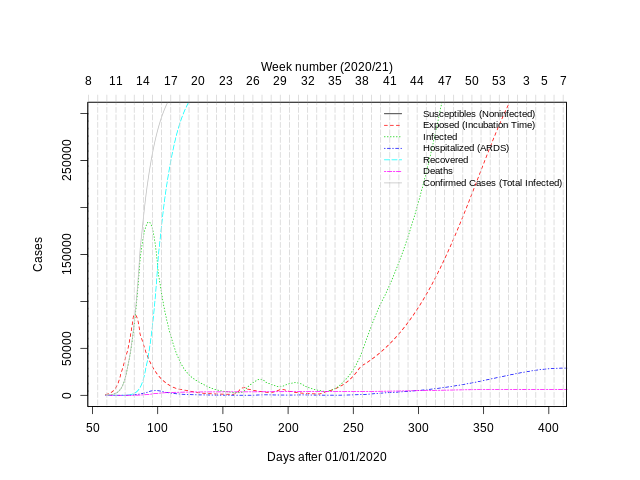 Week number (2020/21)
8 11 14 17 20 23 26 29 32 35 38 41 44 47 50 53 3 5 7
Susceptibles (Noninfected)
Exposed (Incubation Time)
Infected
Hospitalized (ARDS)
Recovered
Deaths
Confirmed Cases (Total Infected)
Cases
250000
150000
50000
0
50 100 150 200 250 300 350 400
Days after 01/01/2020